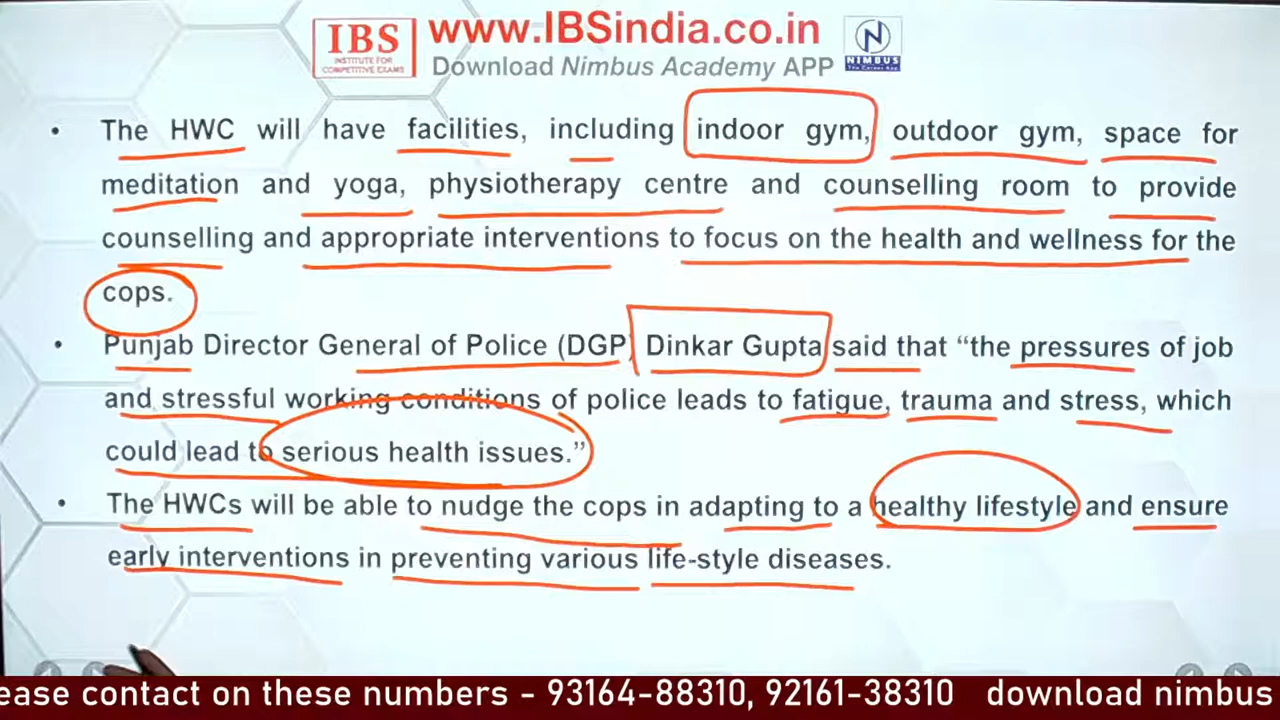 IBS
INSTITUTE FOR
COMPETITIVE EXAMS
www.IBSindia.co.in
Download Nimbus Academy APP
N
NIMBUS
The Career App
• The HWC will have facilities, including indoor gym, outdoor gym, space for
meditation and yoga, physiotherapy centre and counselling room to provide
counselling and appropriate interventions to focus on the health and wellness for the
cops.
• Punjab Director General of Police (DGP) Dinkar Gupta said that “the pressures of job
and stressful working conditions of police leads to fatigue, trauma and stress, which
could lead to serious health issues.”
• The HWCs will be able to nudge the cops in adapting to a healthy lifestyle and ensure
early interventions in preventing various life-style diseases.
ease contact on these numbers - 93164-88310, 92161-38310 download nimbus